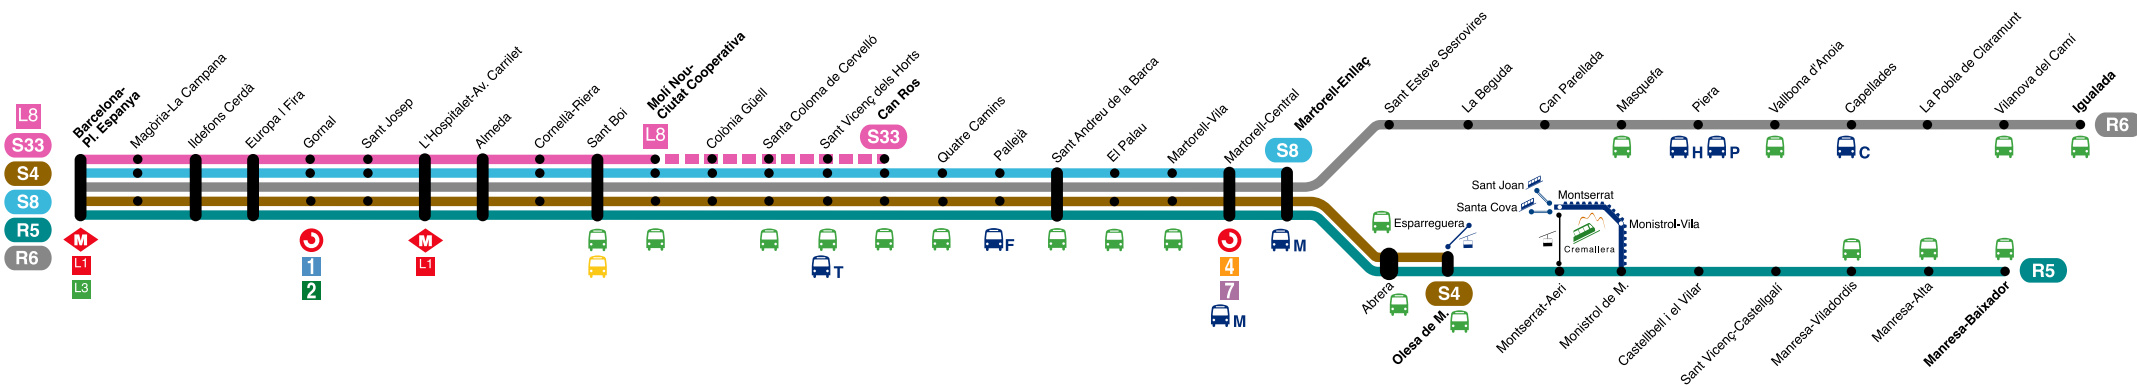 L8
S33
S4
S8
R5
R6
Barcelona-
Pl. Espanya
Magòria-La Campana
Ildefons Cerdà
Europa | Fira
Gornal
Sant Josep
L'Hospitalet-Av. Carrilet
Almeda
Cornellà-Riera
Sant Boi
Molí Nou-
Ciutat Cooperativa
L8
Colònia Güell
Santa Coloma de Cervelló
Sant Vicenç dels Horts
Can Ros
S33
Quatre Camins
Pallejà
Sant Andreu de la Barca
El Palau
Martorell-Vila
Martorell-Central
Martorell-Enllaç
S8
Sant Esteve Sesrovires
La Beguda
Can Parellada
Masquefa
Piera
Vallbona d'Anoia
Capellades
La Pobla de Claramunt
Vilanova del Camí
Igualada
R6
H
P
C
M
L1
L3
1
2
M
L1
T
F
4
7
M
M
Sant Joan
Santa Cova
Montserrat
Monistrol-Vila
Cremallera
Esparreguera
Abrera
Olesa de M.
S4
Montserrat-Aeri
Monistrol de M.
Castellbell i el Vilar
Sant Vicenç-Castellgalí
Manresa-Viladordis
Manresa-Alta
Manresa-Baixador
R5